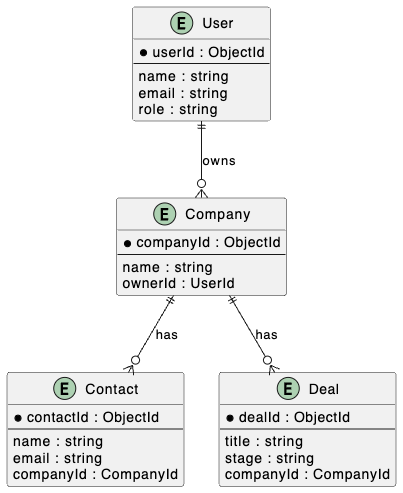 E User
* userId : ObjectId
name : string
email : string
role : string
owns
E Company
* companyId : ObjectId
name : string
ownerId : UserId
has
has
E Contact
* contactId : ObjectId
name : string
email : string
companyId : CompanyId
E Deal
* dealId : ObjectId
title : string
stage : string
companyId : CompanyId